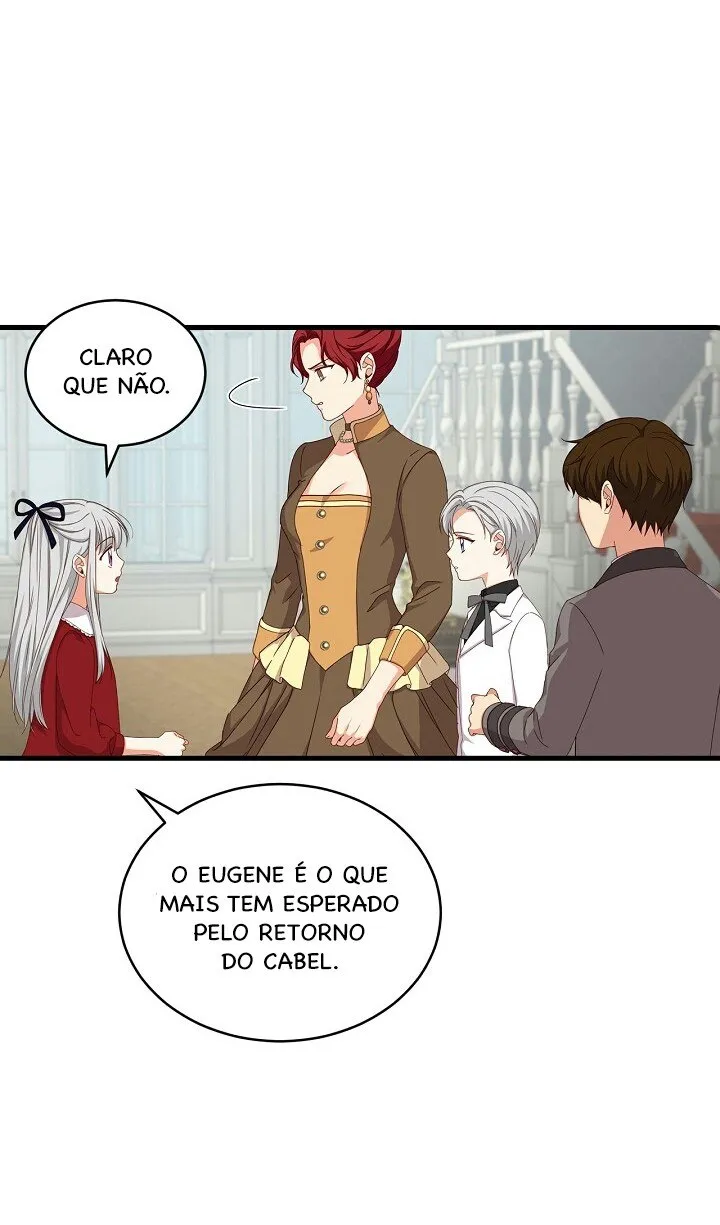 CLARO
QUE NÃO.
O EUGENE É O QUE
MAIS TEM ESPERADO
PELO RETORNO
DO CABEL.